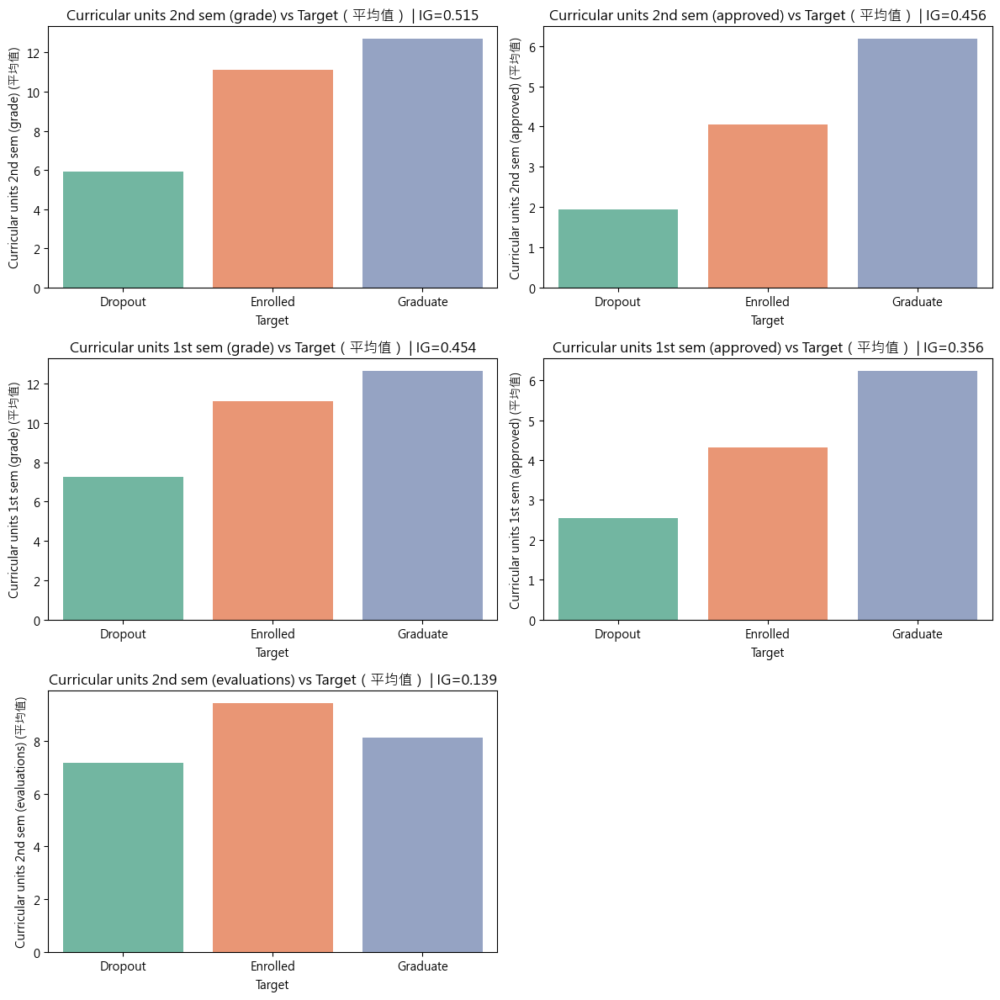 Curricular units 2nd sem (grade) vs Target（平均值） | IG=0.515
Curricular units 2nd sem (grade) (平均值)
12
10
8
6
4
2
0
Dropout
Enrolled
Graduate
Target
Curricular units 2nd sem (approved) vs Target（平均值） | IG=0.456
Curricular units 2nd sem (approved) (平均值)
6
5
4
3
2
1
0
Dropout
Enrolled
Graduate
Target
Curricular units 1st sem (grade) vs Target（平均值） | IG=0.454
Curricular units 1st sem (grade) (平均值)
12
10
8
6
4
2
0
Dropout
Enrolled
Graduate
Target
Curricular units 1st sem (approved) vs Target（平均值） | IG=0.356
Curricular units 1st sem (approved) (平均值)
6
5
4
3
2
1
0
Dropout
Enrolled
Graduate
Target
Curricular units 2nd sem (evaluations) vs Target（平均值） | IG=0.139
Curricular units 2nd sem (evaluations) (平均值)
8
6
4
2
0
Dropout
Enrolled
Graduate
Target